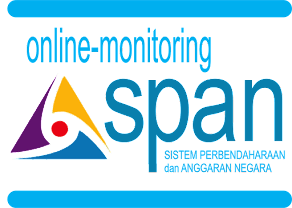 online-monitoring
span
SISTEM PERBENDAHARAAN
dan ANGGARAN NEGARA